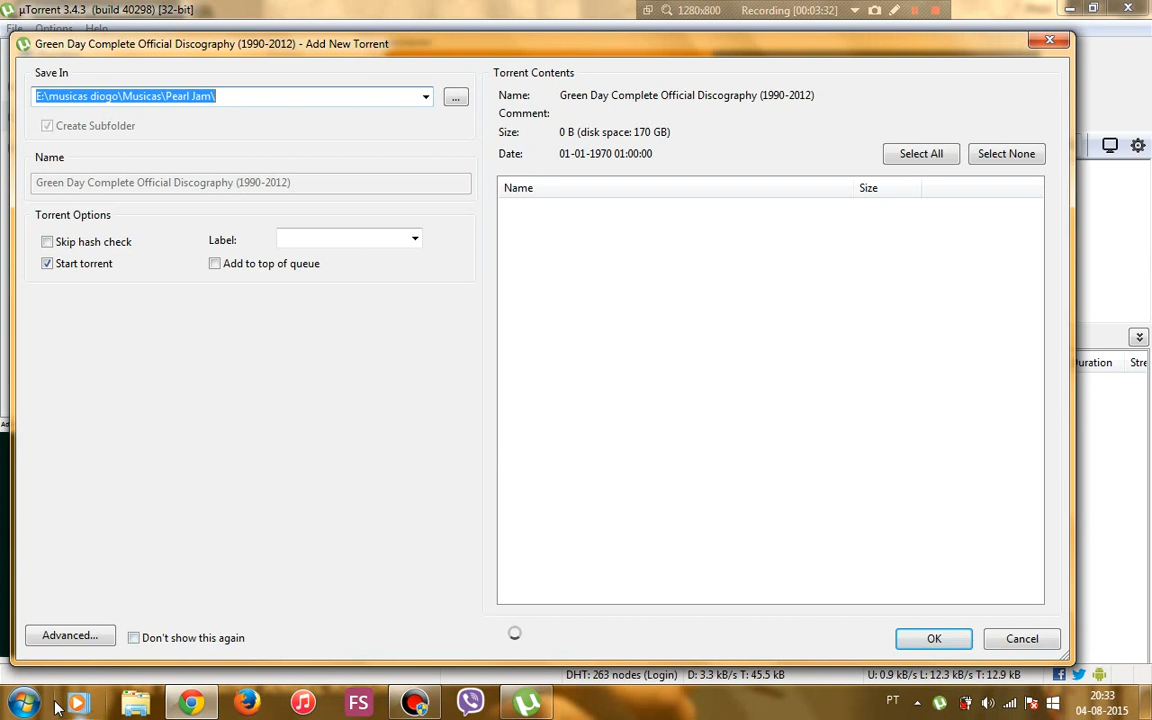 µTorrent 3.4.3 (build 40298) [32-bit]
1280x800
Recording [00:03:32]
File Options Help
Green Day Complete Official Discography (1990-2012) - Add New Torrent
Save In
E:\musicas diogo\Musicas\Pearl Jam\
...
Create Subfolder
Name
Green Day Complete Official Discography (1990-2012)
Torrent Options
Skip hash check
Label:
Start torrent
Add to top of queue
Torrent Contents
Name: Green Day Complete Official Discography (1990-2012)
Comment:
Size: 0 B (disk space: 170 GB)
Date: 01-01-1970 01:00:00
Select All
Select None
Name Size
Advanced...
Don't show this again
OK
Cancel
DHT: 263 nodes (Login) D: 3.3 kB/s T: 45.5 kB U: 0.9 kB/s L: 12.3 kB/s T: 12.9 kB
FS
PT
20:33
04-08-2015